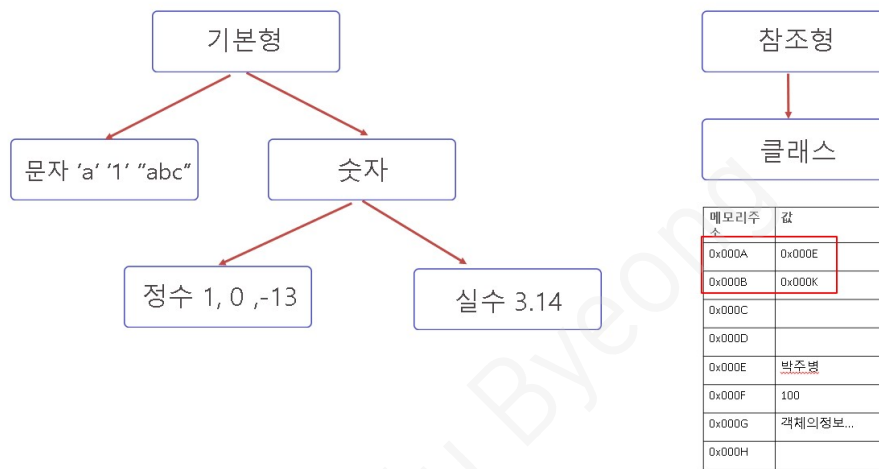 기본형
참조형
문자 ‘a’ ‘1’ “abc”
숫자
클래스
정수 1, 0 ,-13
실수 3.14
메모리주소 값
0x000A 0x000E
0x000B 0x000K
0x000C
0x000D
0x000E 박주병
0x000F 100
0x000G 객체의정보...
0x000H
Byeong